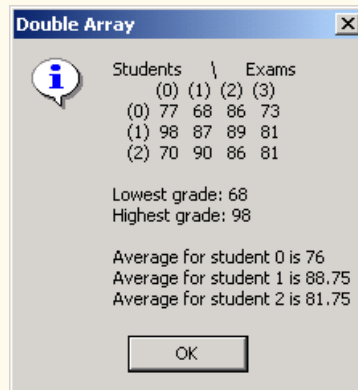 Double Array
Students \ Exams
(0) (1) (2) (3)
(0) 77 68 86 73
(1) 98 87 89 81
(2) 70 90 86 81
Lowest grade: 68
Highest grade: 98
Average for student 0 is 76
Average for student 1 is 88.75
Average for student 2 is 81.75
OK